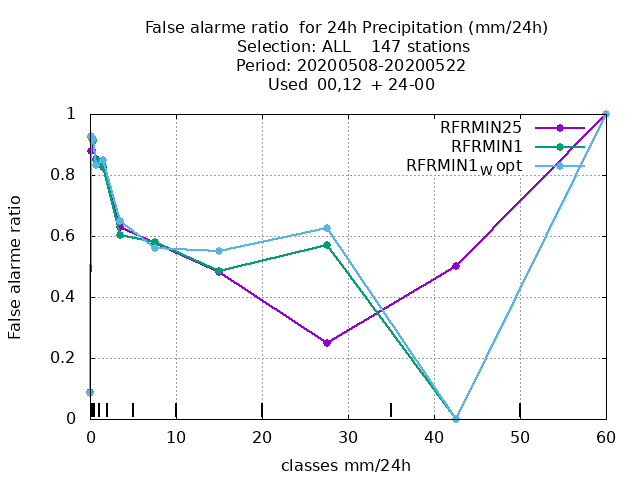 False alarme ratio  for 24h Precipitation (mm/24h)
Selection: ALL    147 stations
Period: 20200508-20200522
Used  00,12  + 24-00
RFRMIN25
RFRMIN1
RFRMIN1W opt
1
0.8
0.6
0.4
0.2
0
False alarme ratio
0 10 20 30 40 50 60
classes mm/24h